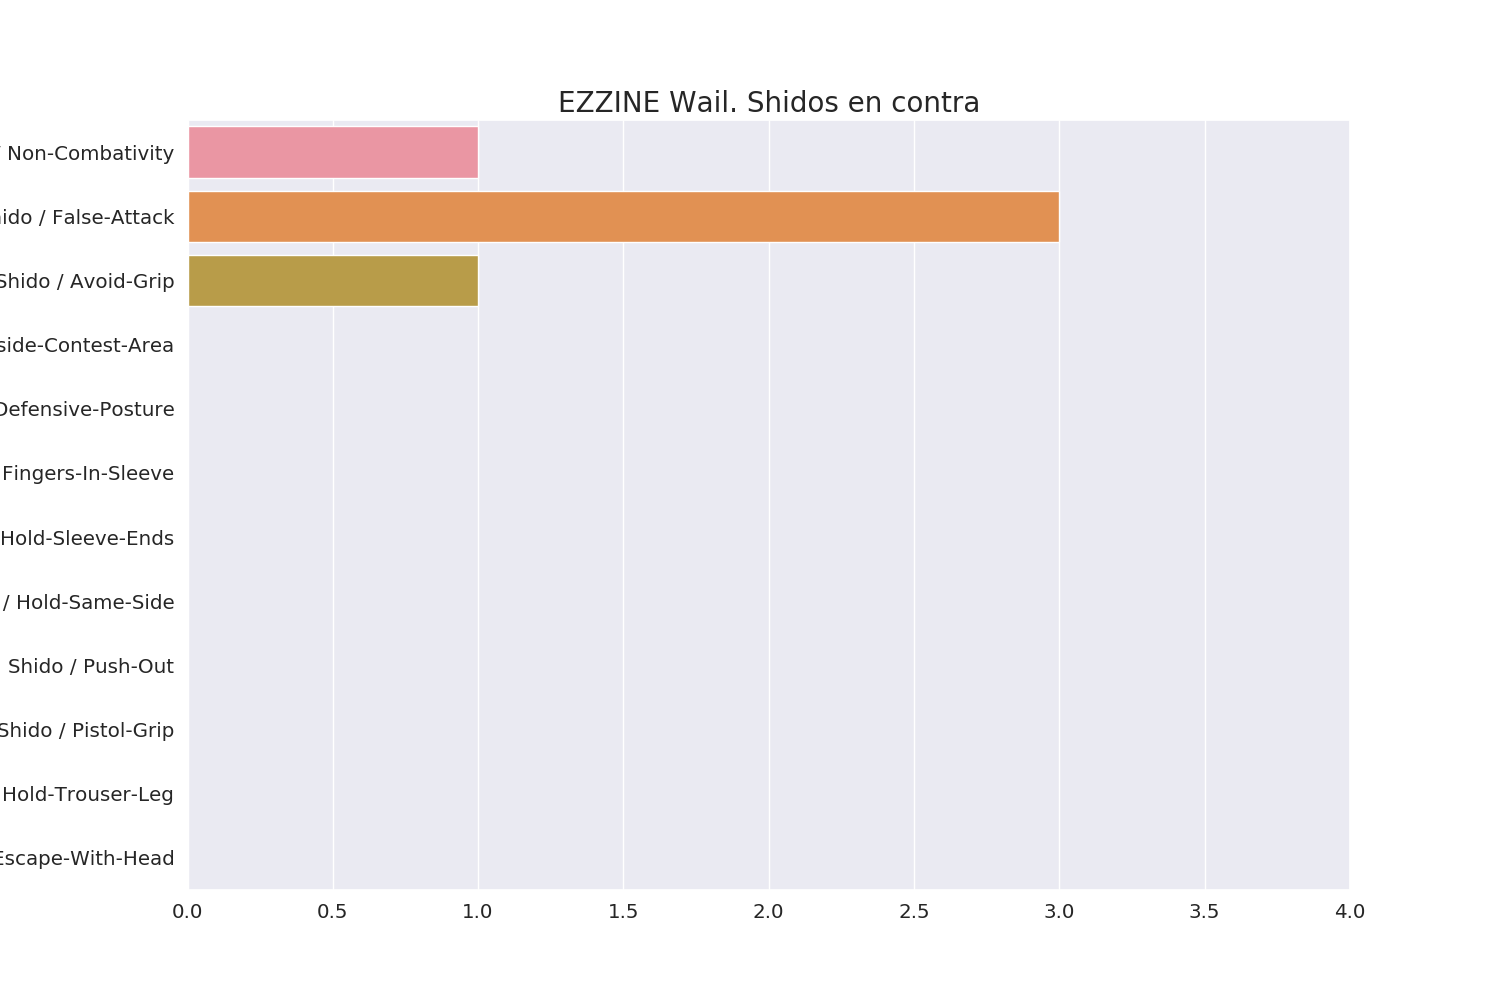 EZZINE Wail. Shidos en contra
/ Non-Combativity
/ False-Attack
Shido / Avoid-Grip
Contest-Area
Defensive-Posture
Fingers-In-Sleeve
Hold-Sleeve-Ends
/ Hold-Same-Side
Shido / Push-Out
Shido / Pistol-Grip
Hold-Trouser-Leg
Escape-With-Head
0.0 0.5 1.0 1.5 2.0 2.5 3.0 3.5 4.0